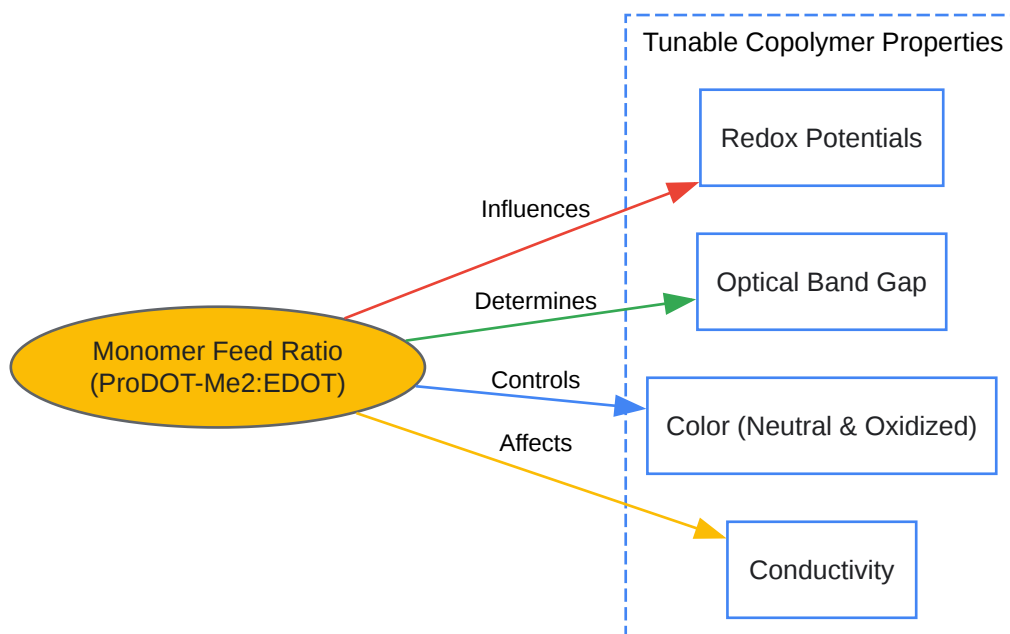 Tunable Copolymer Properties
Redox Potentials
Influences
Optical Band Gap
Determines
Monomer Feed Ratio
(ProDOT-Me2:EDOT)
Controls
Color (Neutral & Oxidized)
Affects
Conductivity